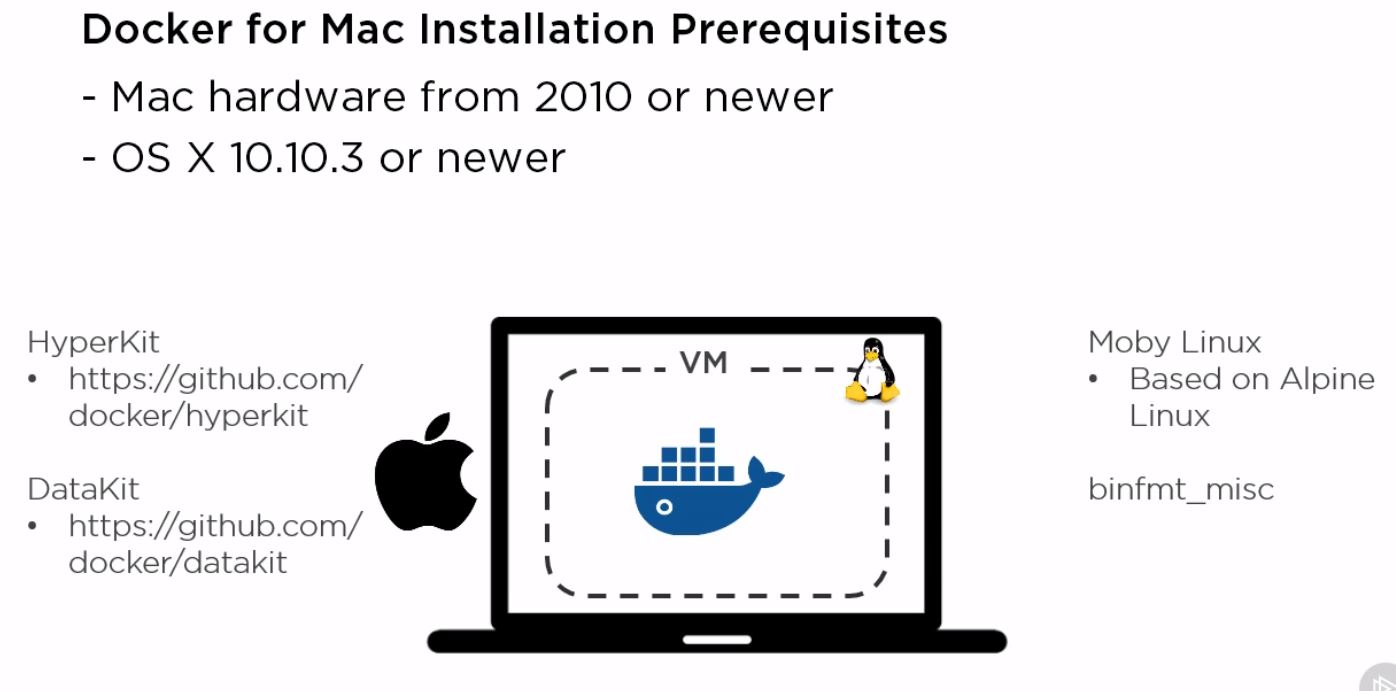 Docker for Mac Installation Prerequisites
- Mac hardware from 2010 or newer
- OS X 10.10.3 or newer
HyperKit
• https://github.com/
docker/hyperkit
DataKit
• https://github.com/
docker/datakit
VM
Moby Linux
• Based on Alpine
Linux
binfmt_misc